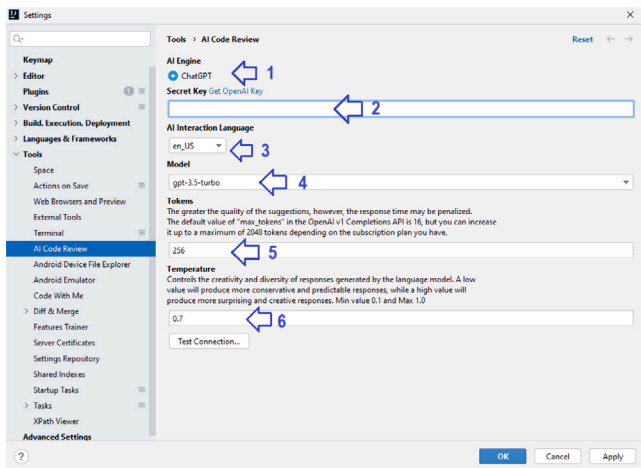 Settings
Keymap
Editor
Plugins 1
Version Control
Build, Execution, Deployment
Languages & Frameworks
Tools
Space
Actions on Save
Web Browsers and Preview
External Tools
Terminal
AI Code Review
Android Device File Explorer
Android Emulator
Code With Me
Diff & Merge
Features Trainer
Server Certificates
Settings Repository
Shared Indexes
Startup Tasks
Tasks
XPath Viewer
Advanced Settings
Tools › AI Code Review Reset
AI Engine
ChatGPT 1
Secret Key Get OpenAI Key
2
AI Interaction Language
en_US 3
Model
gpt-3.5-turbo 4
Tokens
The greater the quality of the suggestions, however, the response time may be penalized.
The default value of "max_tokens" in the OpenAI v1 Completions API is 16, but you can increase
it up to a maximum of 2048 tokens depending on the subscription plan you have.
256 5
Temperature
Controls the creativity and diversity of responses generated by the language model. A low
value will produce more conservative and predictable responses, while a high value will
produce more surprising and creative responses. Min value 0.1 and Max 1.0
0.7 6
Test Connection...
? OK Cancel Apply